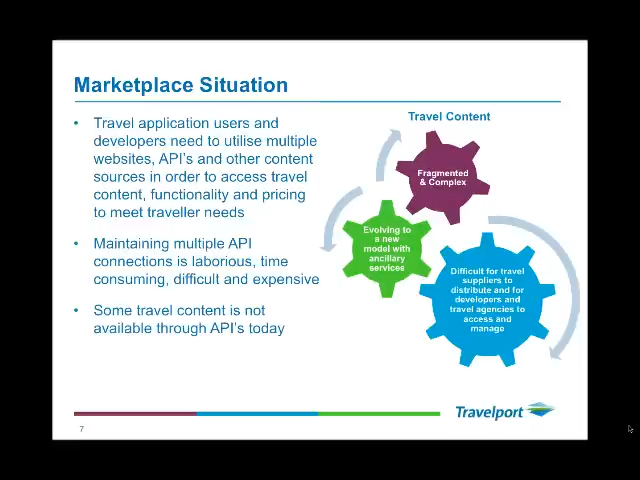 Marketplace Situation
• Travel application users and
developers need to utilise multiple
websites, API's and other content
sources in order to access travel
content, functionality and pricing
to meet traveller needs
• Maintaining multiple API
connections is laborious, time
consuming, difficult and expensive
• Some travel content is not
available through API's today
Travel Content
Fragmented
& Complex
Evolving to
a new
model with
ancillary
services
Difficult for travel
suppliers to
distribute and for
developers and
travel agencies to
access and
manage
Travelport
7